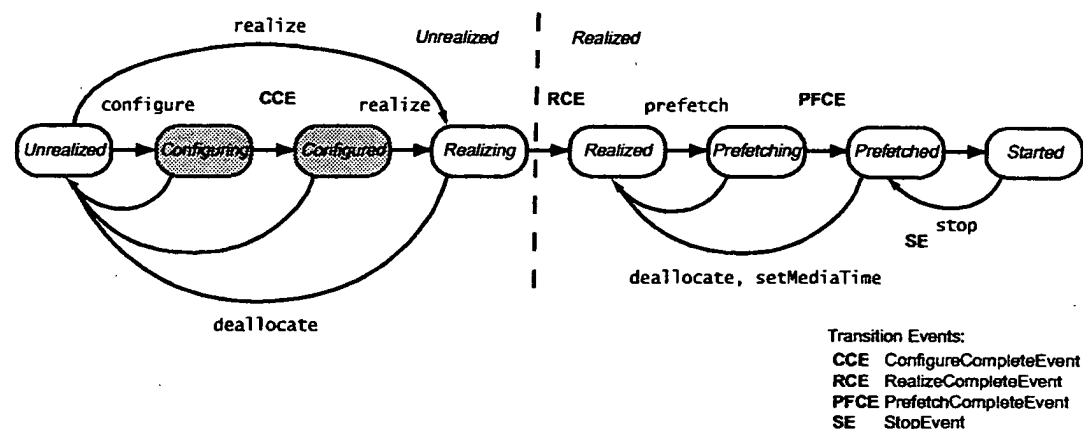 realize
Unrealized
Realized
configure
CCE
realize
RCE
prefetch
PFCE
Unrealized
Configuring
Configured
Realizing
Realized
Prefetching
Prefetched
Started
stop
SE
deallocate, setMediaTime
deallocate
Transition Events:
CCE ConfigureCompleteEvent
RCE RealizeCompleteEvent
PFCE PrefetchCompleteEvent
SE StopEvent